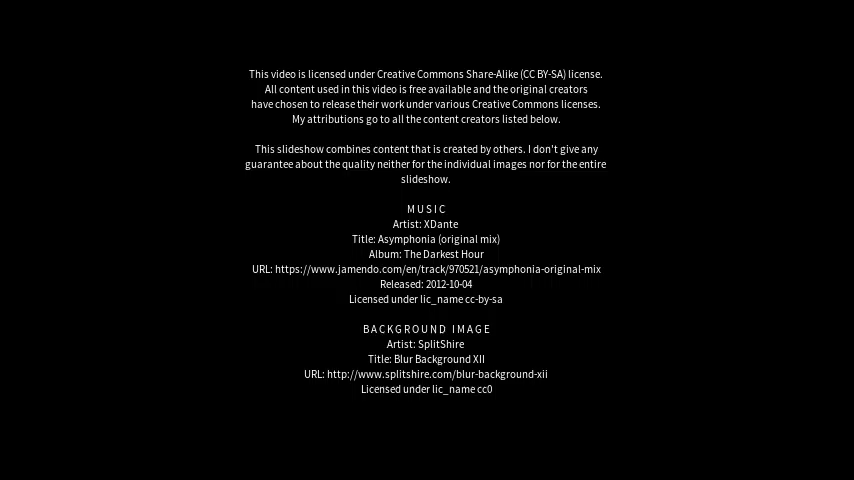 This video is licensed under Creative Commons Share-Alike (CC BY-SA) license.
All content used in this video is free available and the original creators
have chosen to release their work under various Creative Commons licenses.
My attributions go to all the content creators listed below.
This slideshow combines content that is created by others. I don't give any
guarantee about the quality neither for the individual images nor for the entire
slideshow.
MUSIC
Artist: XDante
Title: Asymphonia (original mix)
Album: The Darkest Hour
URL: https://www.jamendo.com/en/track/970521/asymphonia-original-mix
Released: 2012-10-04
Licensed under lic_name cc-by-sa
BACKGROUND IMAGE
Artist: SplitShire
Title: Blur Background XII
URL: http://www.splitshire.com/blur-background-xii
Licensed under lic_name cc0